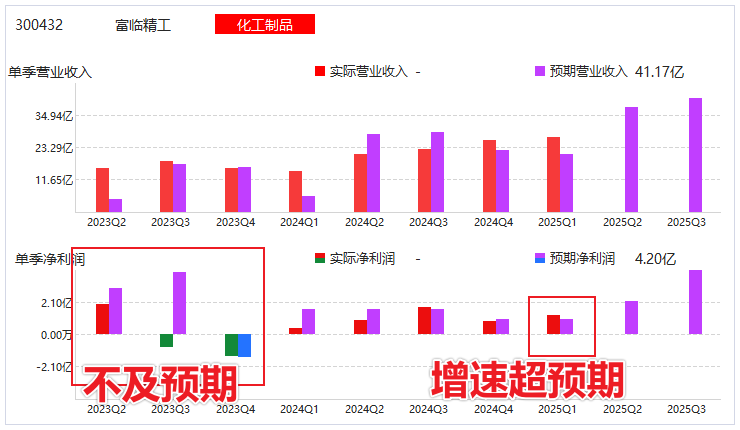 300432 富临精工 化工制品
单季营业收入 实际营业收入 - 预期营业收入 41.17亿
34.94亿
23.29亿
11.65亿
2023Q2 2023Q3 2023Q4 2024Q1 2024Q2 2024Q3 2024Q4 2025Q1 2025Q2 2025Q3
单季净利润 实际净利润 - 预期净利润 4.20亿
2.10亿
0.00万
-2.10亿
不及预期 增速超预期
2023Q2 2023Q3 2023Q4 2024Q1 2024Q2 2024Q3 2024Q4 2025Q1 2025Q2 2025Q3